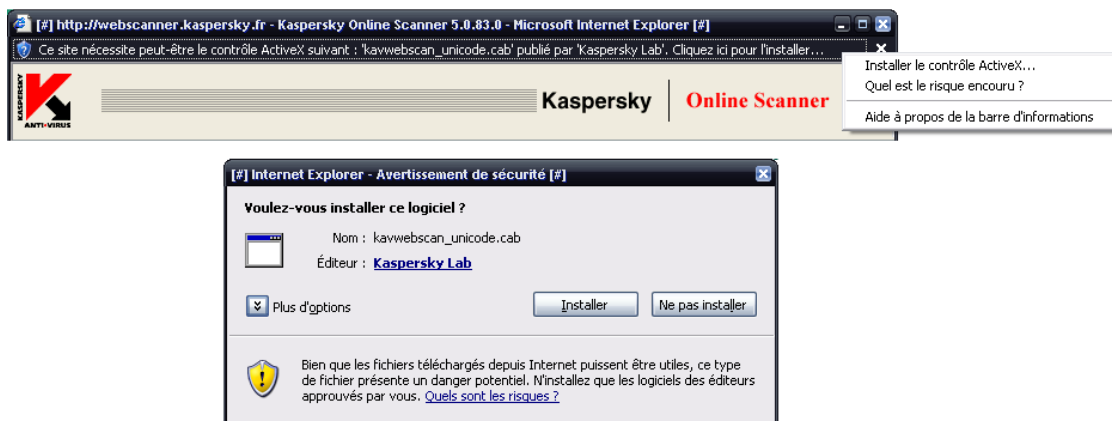 [#] http://webscanner.kaspersky.fr - Kaspersky Online Scanner 5.0.83.0 - Microsoft Internet Explorer [#]
Ce site nécessite peut-être le contrôle ActiveX suivant : 'kavwebscan_unicode.cab' publié par 'Kaspersky Lab'. Cliquez ici pour l'installer...
Installer le contrôle ActiveX...
Quel est le risque encouru ?
Aide à propos de la barre d'informations
KASPERSKY
ANTI-VIRUS
Kaspersky Online Scanner
[#] Internet Explorer - Avertissement de sécurité [#]
Voulez-vous installer ce logiciel ?
Nom : kavwebscan_unicode.cab
Éditeur : Kaspersky Lab
Plus d'options
Installer Ne pas installer
Bien que les fichiers téléchargés depuis Internet puissent être utiles, ce type
de fichier présente un danger potentiel. N'installez que les logiciels des éditeurs
approuvés par vous. Quels sont les risques ?